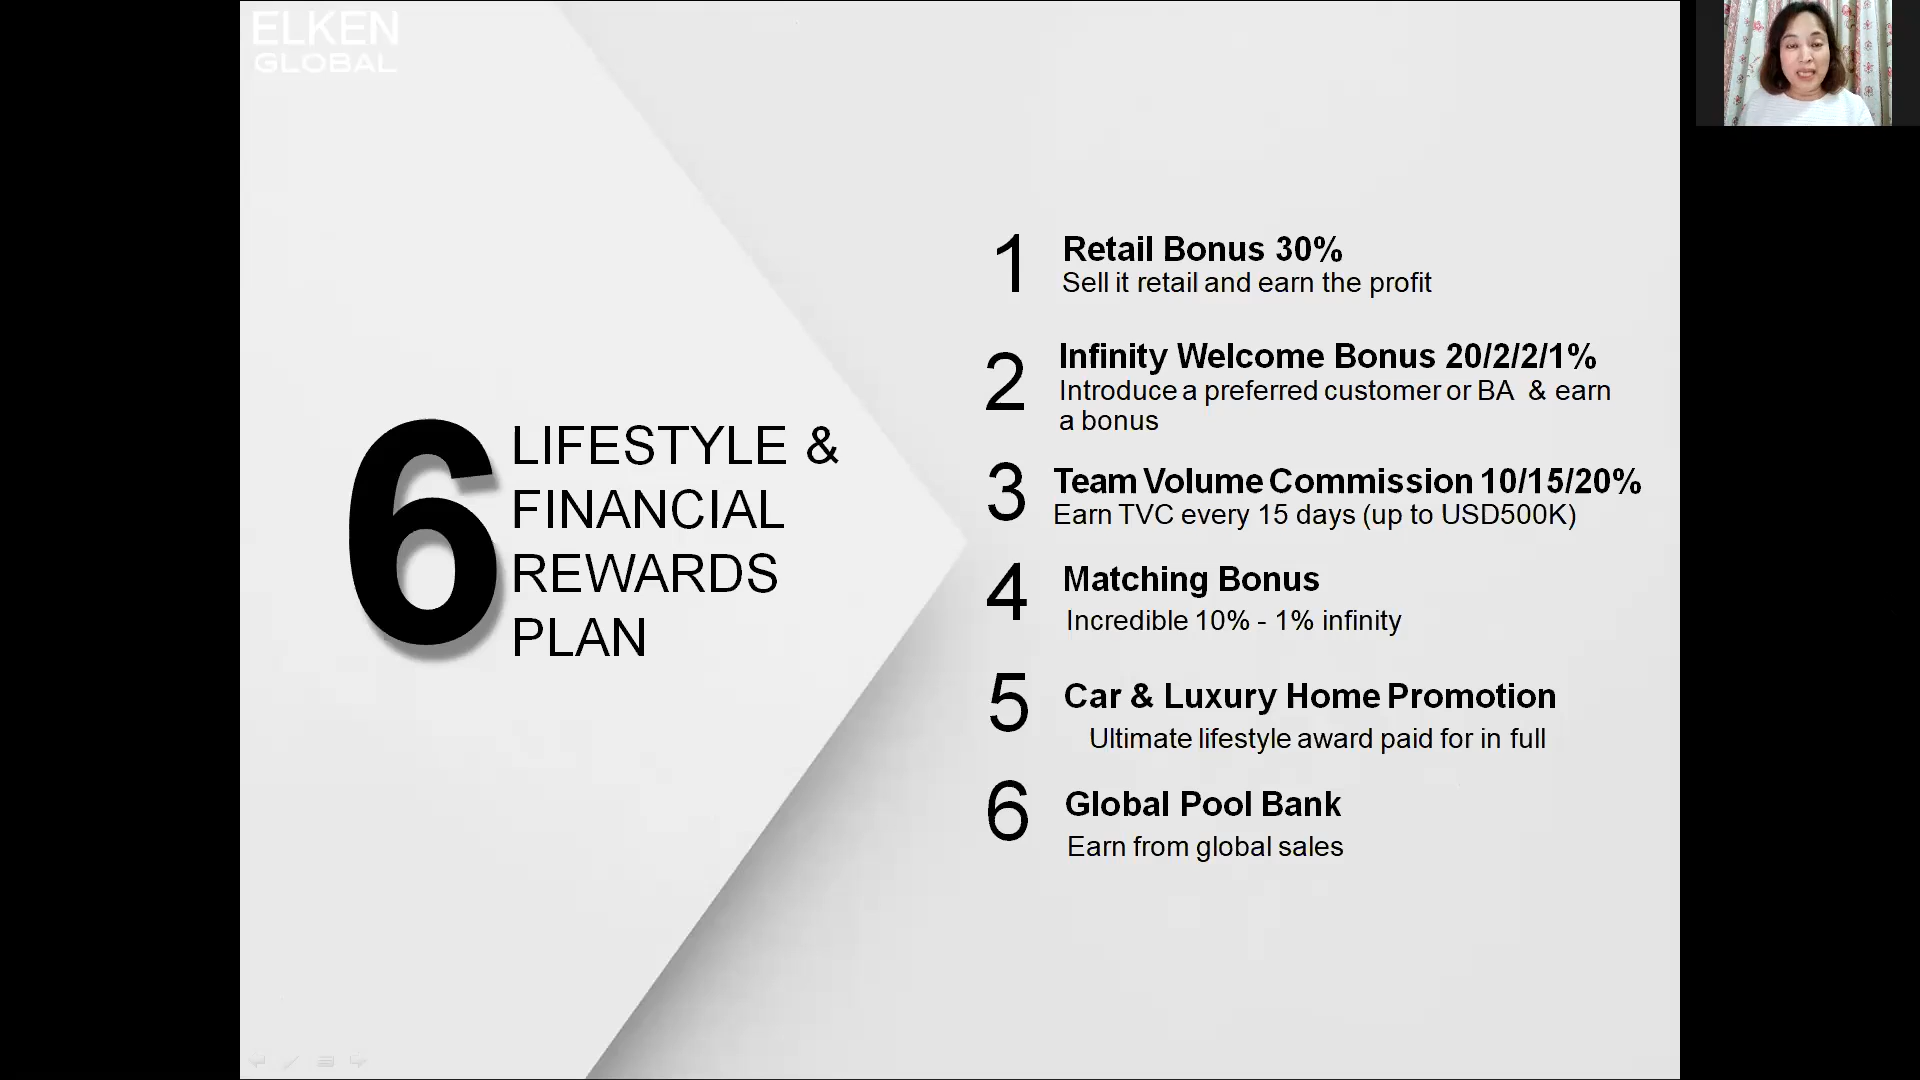 ELKEN
GLOBAL
6
LIFESTYLE &
FINANCIAL
REWARDS
PLAN
1
Retail Bonus 30%
Sell it retail and earn the profit
2
Infinity Welcome Bonus 20/2/2/1%
Introduce a preferred customer or BA & earn
a bonus
3
Team Volume Commission 10/15/20%
Earn TVC every 15 days (up to USD500K)
4
Matching Bonus
Incredible 10% - 1% infinity
5
Car & Luxury Home Promotion
Ultimate lifestyle award paid for in full
6
Global Pool Bank
Earn from global sales